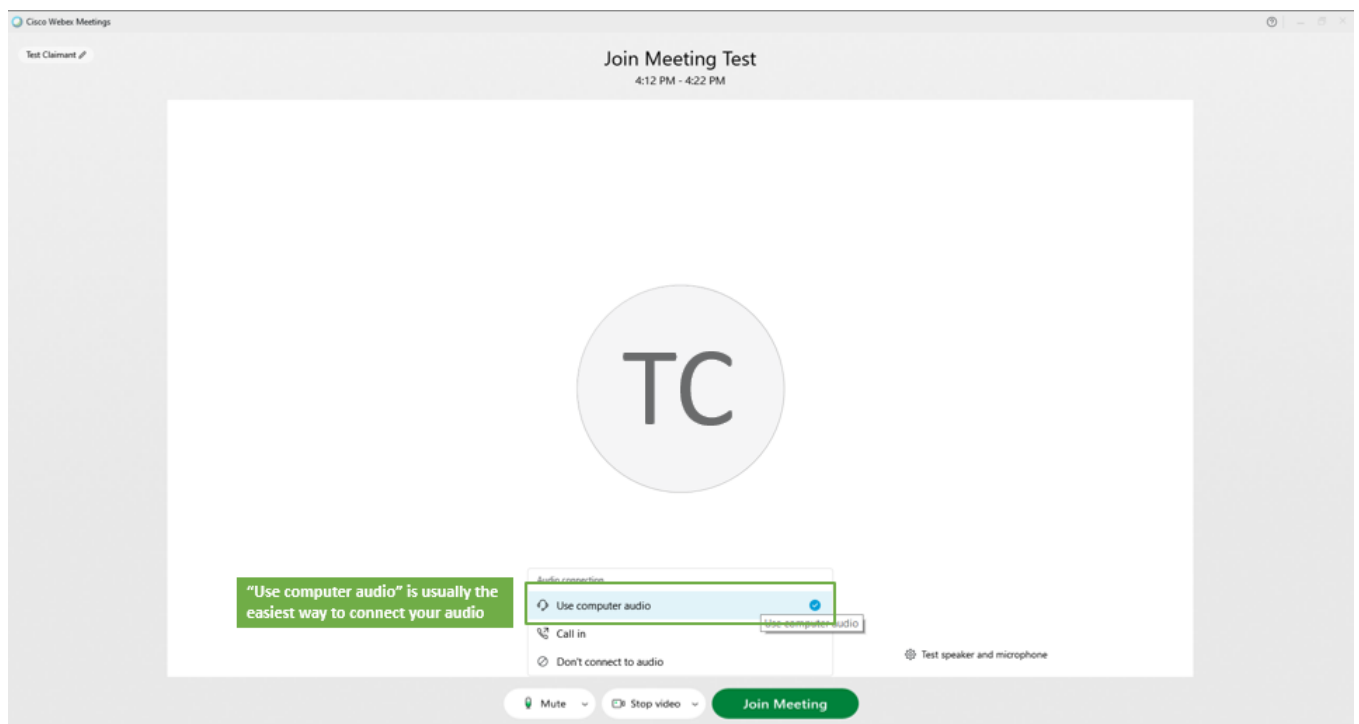 Cisco Webex Meetings
Test Claimant
Join Meeting Test
4:12 PM - 4:22 PM
TC
“Use computer audio” is usually the
easiest way to connect your audio
Audio connection
Use computer audio
Use computer audio
Call in
Don't connect to audio
Test speaker and microphone
Mute
Stop video
Join Meeting